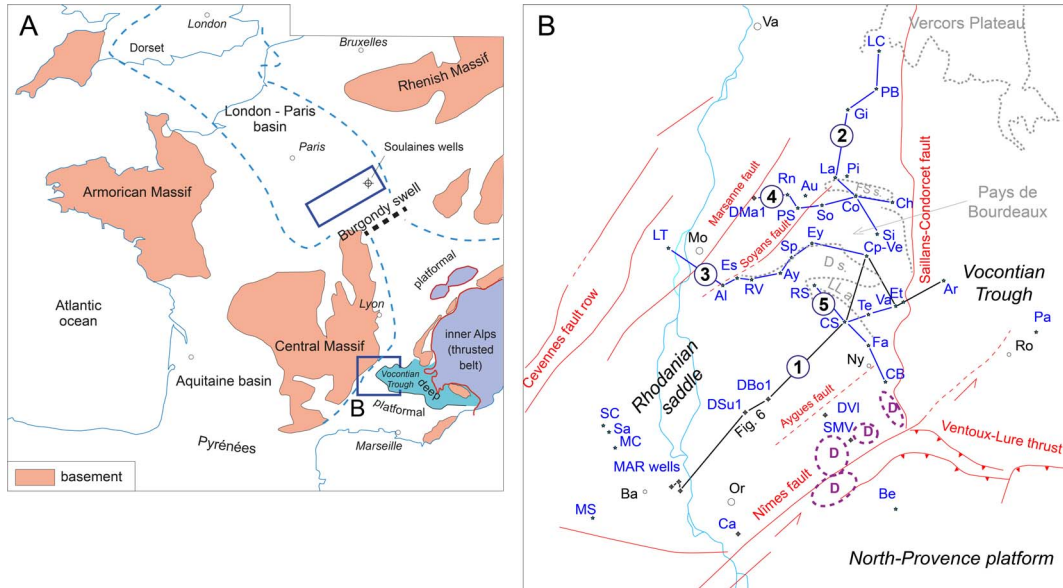 A
London
Dorset
Bruxelles
Rhenish Massif
London - Paris
basin
Paris
Soulaines wells
Armorican Massif
Burgondy swell
platformal
Lyon
Atlantic
ocean
Central Massif
inner Alps
(thrusted
belt)
Vocontian
Trough
deep
Aquitaine basin
B
platformal
Marseille
Pyrénées
basement
B
Va
Vercors Plateau
LC
PB
Gi
2
La
Pi
FS s.
Ch
Rn
Au
4
DMa1
PS
So
Co
Si
Marsanne fault
Saillans-Condorcet fault
Pays de
Bourdeaux
LT
Mo
Soyans fault
Sp
Ey
Cp-Ve
3
Es
Al
RV
Ay
D s.
RS
LL a.
5
Te
Va
Et
Ar
CS
Vocontian
Trough
Pa
Ro
Cevennes fault row
Fa
Ny
CB
1
Rhodanian
saddle
DBo1
DSu1
Fig. 6
Aygues fault
DVI
SMV
D
D
D
D
SC
Sa
MC
MAR wells
Ba
Or
Nîmes fault
Ventoux-Lure thrust
MS
Ca
Be
North-Provence platform